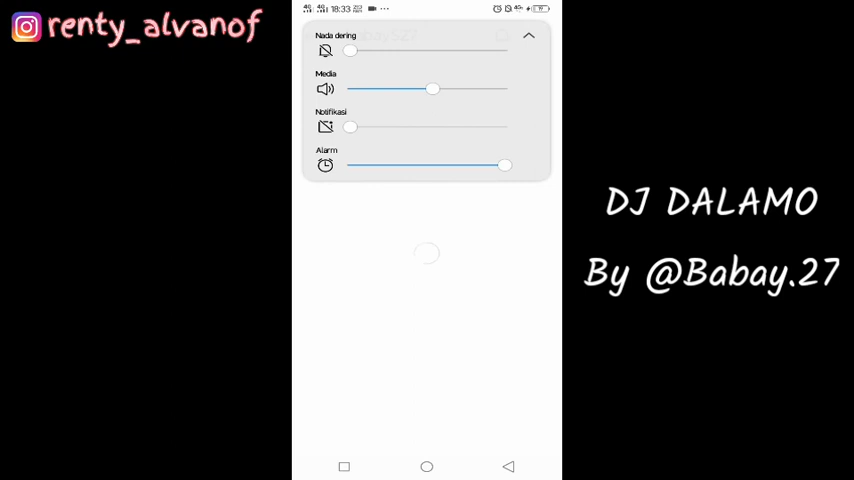 renty_alvanof
18:33
Nada dering
Media
Notifikasi
Alarm
DJ DALAMO
By @Babay.27